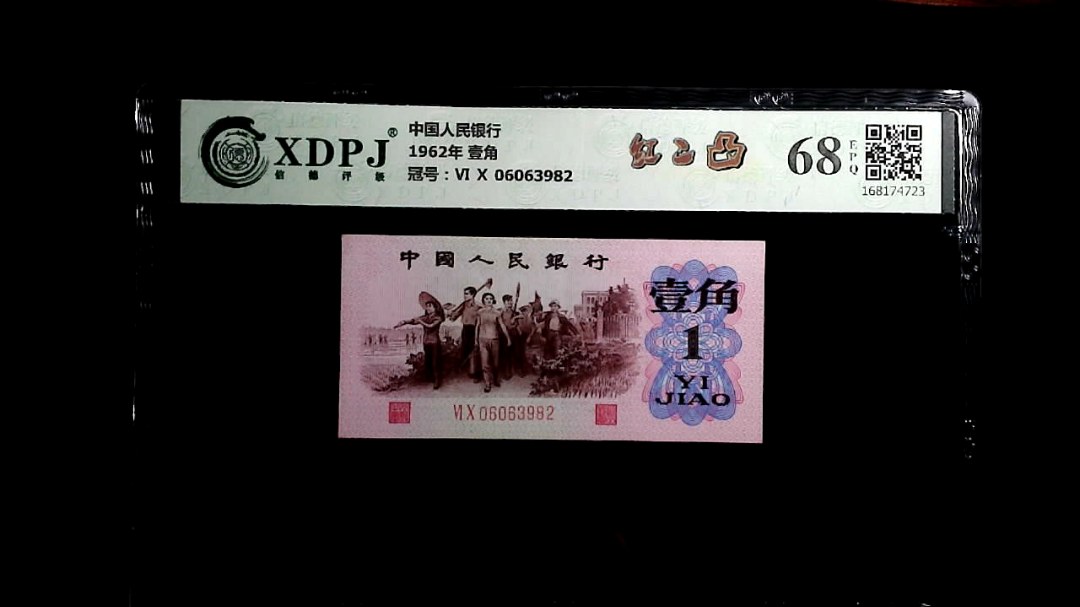 XDPJ®
信德评级
中国人民银行
1962年 壹角
冠号：VI X 06063982
红二凸
68
EPQ
168174723
中國人民銀行
壹角
1
YI
JIAO
VI X 06063982